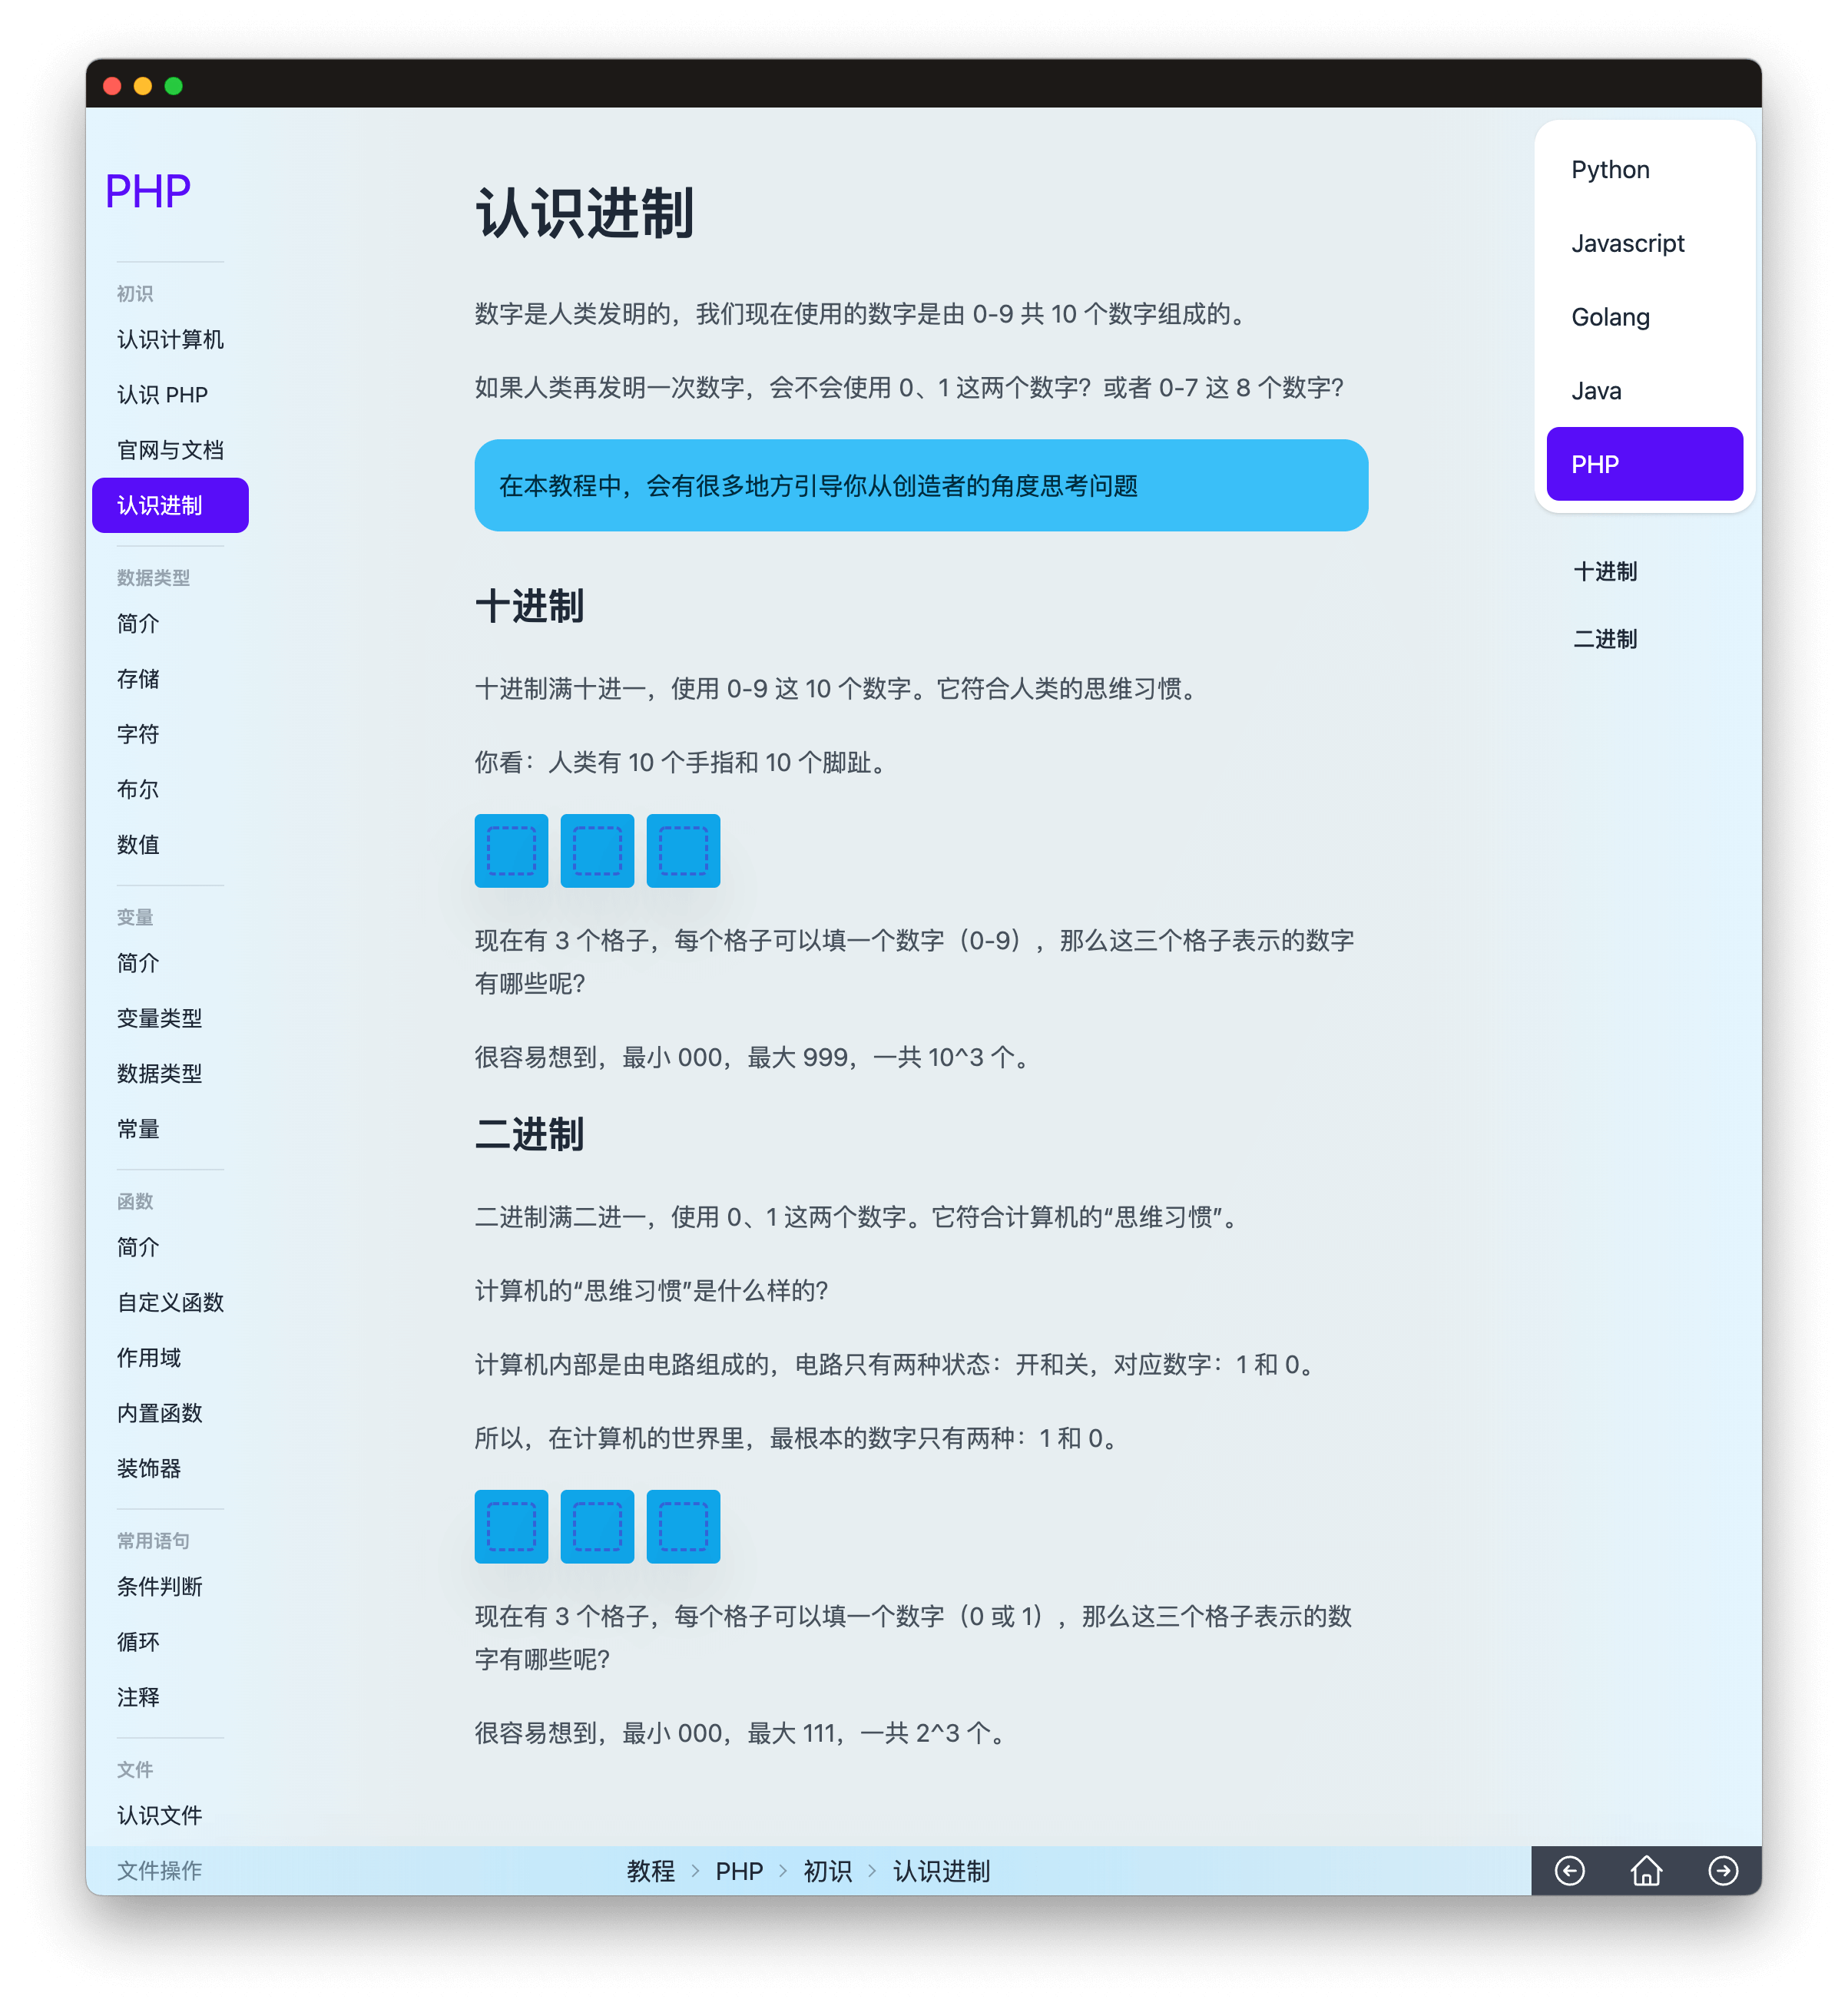 PHP
初识
认识计算机
认识 PHP
官网与文档
认识进制
数据类型
简介
存储
字符
布尔
数值
变量
简介
变量类型
数据类型
常量
函数
简介
自定义函数
作用域
内置函数
装饰器
常用语句
条件判断
循环
注释
文件
认识文件
文件操作
认识进制
数字是人类发明的，我们现在使用的数字是由 0-9 共 10 个数字组成的。
如果人类再发明一次数字，会不会使用 0、1 这两个数字？或者 0-7 这 8 个数字？
在本教程中，会有很多地方引导你从创造者的角度思考问题
十进制
十进制满十进一，使用 0-9 这 10 个数字。它符合人类的思维习惯。
你看：人类有 10 个手指和 10 个脚趾。
现在有 3 个格子，每个格子可以填一个数字（0-9），那么这三个格子表示的数字
有哪些呢？
很容易想到，最小 000，最大 999，一共 10^3 个。
二进制
二进制满二进一，使用 0、1 这两个数字。它符合计算机的“思维习惯”。
计算机的“思维习惯”是什么样的？
计算机内部是由电路组成的，电路只有两种状态：开和关，对应数字：1 和 0。
所以，在计算机的世界里，最根本的数字只有两种：1 和 0。
现在有 3 个格子，每个格子可以填一个数字（0 或 1），那么这三个格子表示的数
字有哪些呢？
很容易想到，最小 000，最大 111，一共 2^3 个。
Python
Javascript
Golang
Java
PHP
十进制
二进制
教程 > PHP > 初识 > 认识进制